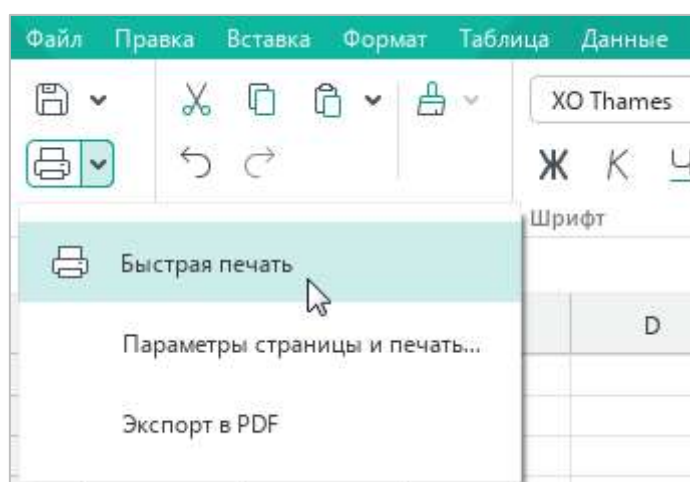 Файл Правка Вставка Формат Таблица Данные
XO Thames
Ж К Ч
Шрифт
Быстрая печать
D
Параметры страницы и печать...
Экспорт в PDF